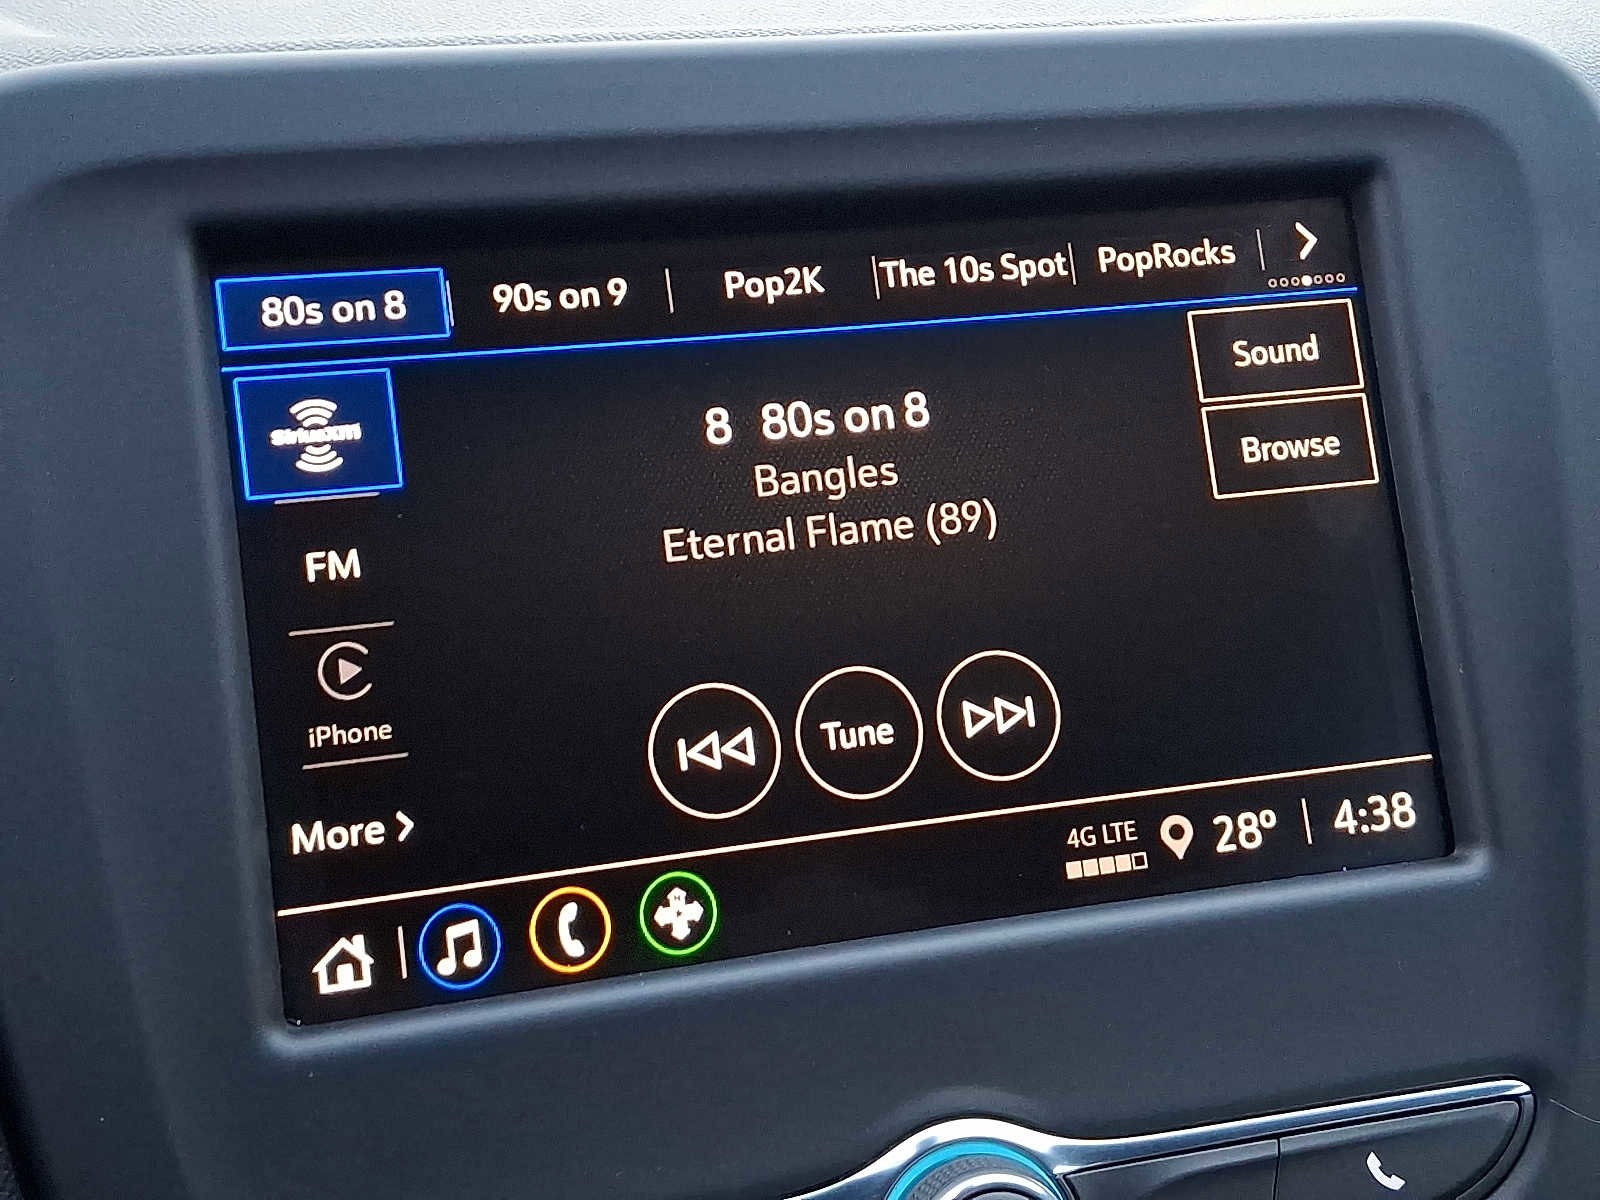 80s on 8
90s on 9
Pop2K
The 10s Spot
PopRocks
SiriusXM
8 80s on 8
Bangles
Eternal Flame (89)
Sound
Browse
FM
iPhone
More
Tune
4G LTE
28°
4:38